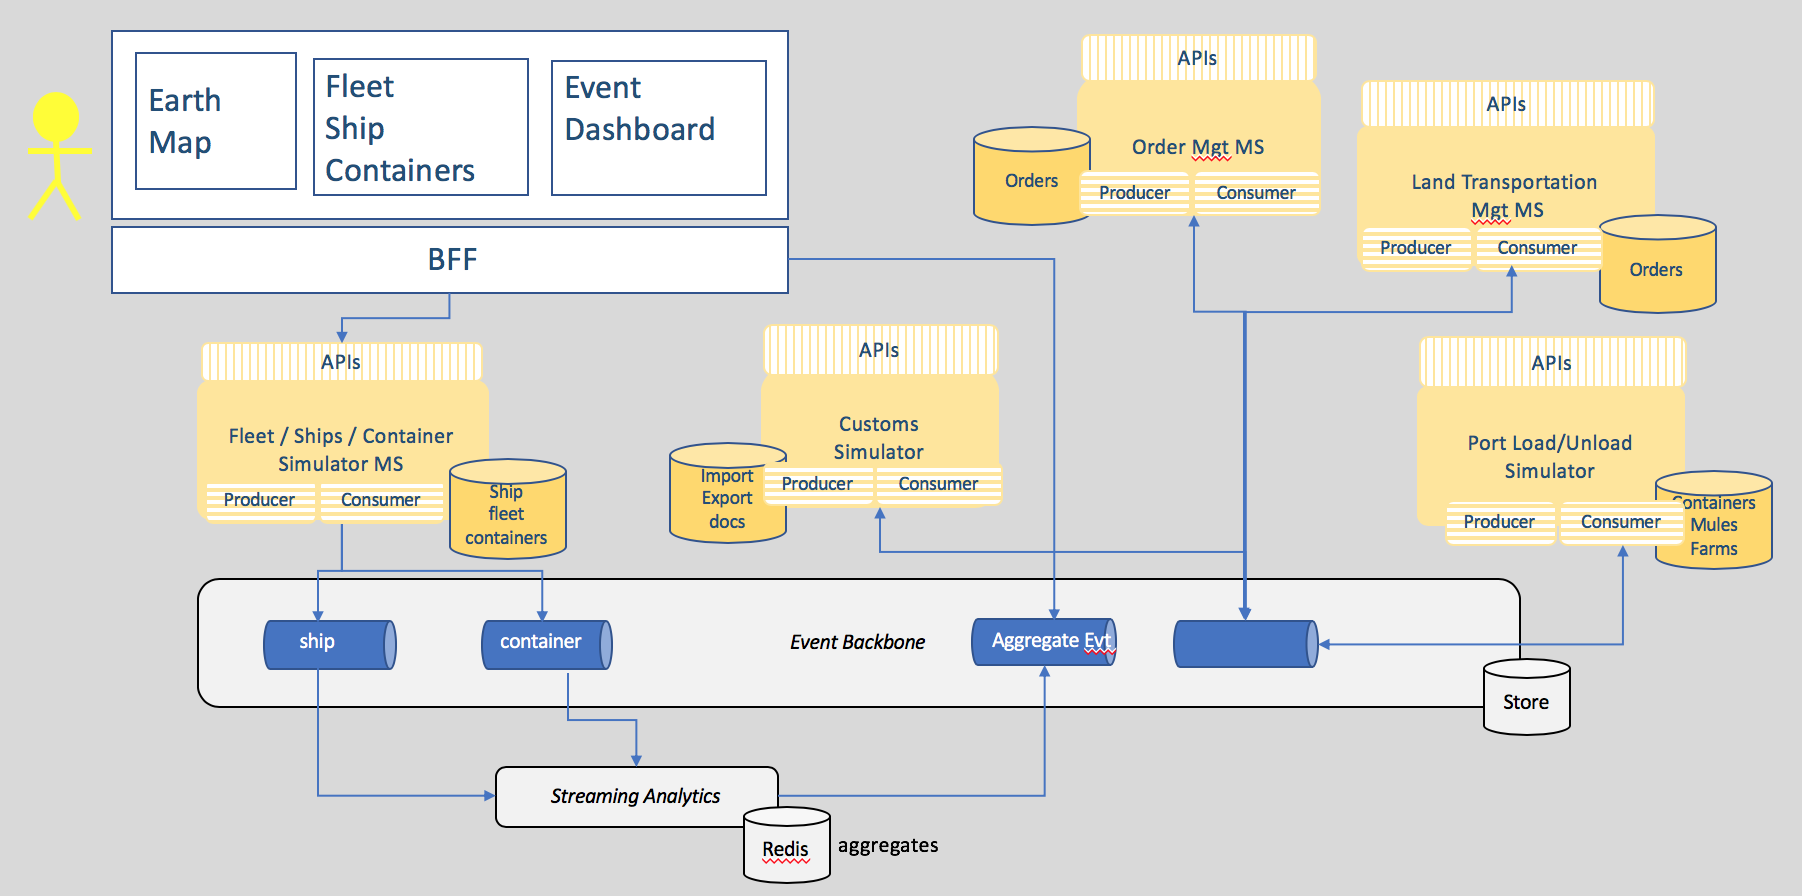 Earth
Map
Fleet
Ship
Containers
Event
Dashboard
BFF
APIs
Order Mgt MS
Producer
Consumer
Orders
APIs
Land Transportation
Mgt MS
Producer
Consumer
Orders
APIs
Fleet / Ships / Container
Simulator MS
Producer
Consumer
Ship
fleet
containers
APIs
Customs
Simulator
Producer
Consumer
Import
Export
docs
APIs
Port Load/Unload
Simulator
Producer
Consumer
Containers
Mules
Farms
ship
container
Event Backbone
Aggregate Evt
Store
Streaming Analytics
Redis
aggregates